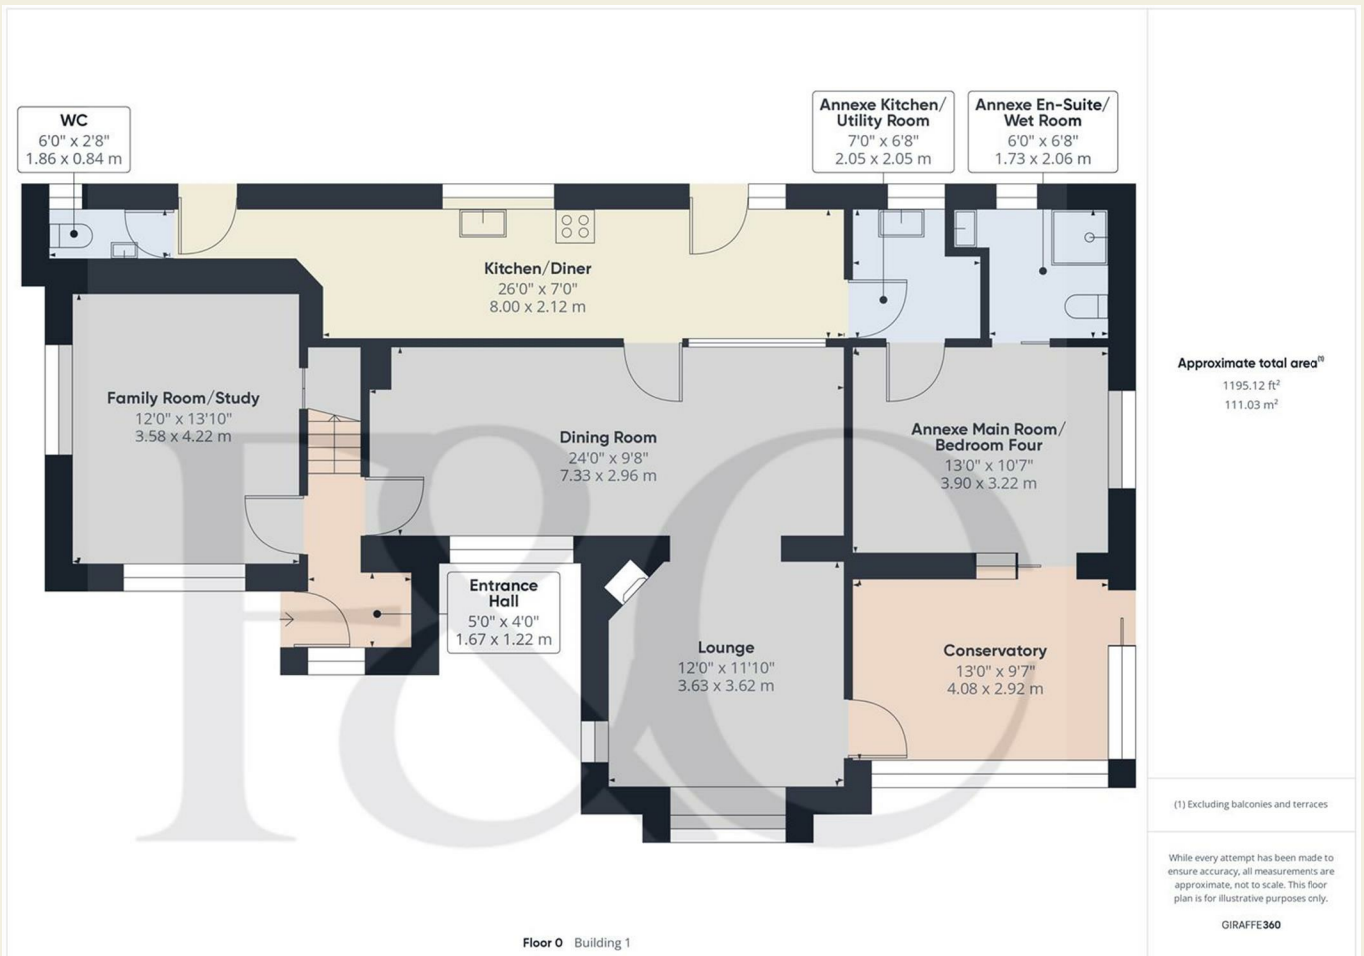 WC
6'0" x 2'8"
1.86 x 0.84 m
Annexe Kitchen/
Utility Room
7'0" x 6'8"
2.05 x 2.05 m
Annexe En-Suite/
Wet Room
6'0" x 6'8"
1.73 x 2.06 m
Kitchen/Diner
26'0" x 7'0"
8.00 x 2.12 m
Family Room/Study
12'0" x 13'10"
3.58 x 4.22 m
Dining Room
24'0" x 9'8"
7.33 x 2.96 m
Annexe Main Room/
Bedroom Four
13'0" x 10'7"
3.90 x 3.22 m
Entrance
Hall
5'0" x 4'0"
1.67 x 1.22 m
Lounge
12'0" x 11'10"
3.63 x 3.62 m
Conservatory
13'0" x 9'7"
4.08 x 2.92 m
F&C
Floor 0 Building 1
Approximate total area(1)
1195.12 ft²
111.03 m²
(1) Excluding balconies and terraces
While every attempt has been made to
ensure accuracy, all measurements are
approximate, not to scale. This floor
plan is for illustrative purposes only.
GIRAFFE360